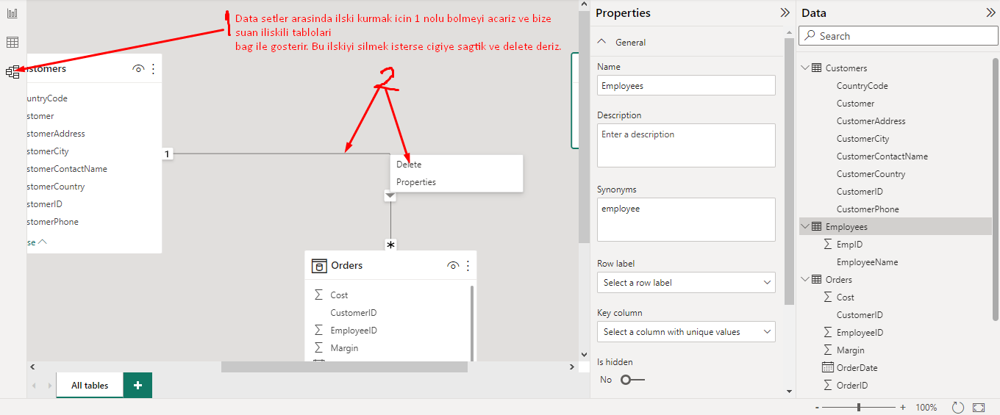 1 Data setler arasinda ilski kurmak icin 1 nolu bolmeyi acariz ve bize
suan iliskili tablolari
bag ile gosterir. Bu ilskiyi silmek isterse cigiye sagtik ve delete deriz.
2
stomers
untryCode
stomer
stomerAddress
stomerCity
stomerContactName
stomerCountry
stomerID
stomerPhone
se
1
Delete
Properties
*
Orders
Cost
CustomerID
EmployeeID
Margin
All tables
+
Properties
General
Name
Employees
Description
Enter a description
Synonyms
employee
Row label
Select a row label
Key column
Select a column with unique values
Is hidden
No
Data
Search
Customers
CountryCode
Customer
CustomerAddress
CustomerCity
CustomerContactName
CustomerCountry
CustomerID
CustomerPhone
Employees
EmpID
EmployeeName
Orders
Cost
CustomerID
EmployeeID
Margin
OrderDate
OrderID
- + 100%